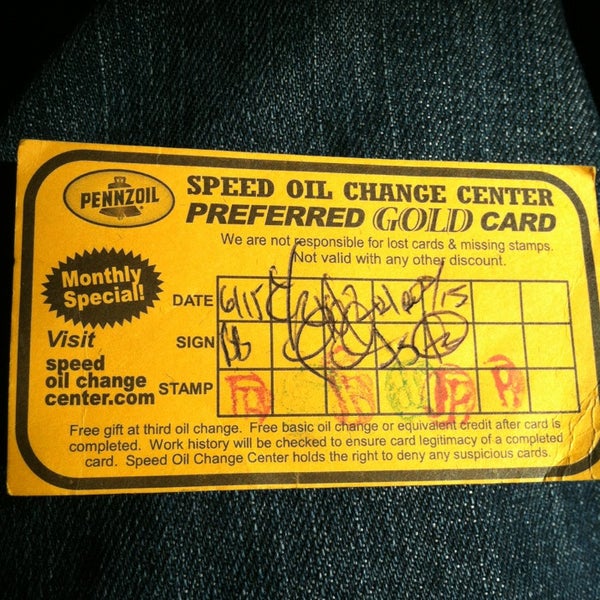 PENNZOIL
SPEED OIL CHANGE CENTER
PREFERRED GOLD CARD
We are not responsible for lost cards & missing stamps.
Not valid with any other discount.
Monthly
Special!
Visit
speed
oil change
center.com
DATE 6/15
SIGN
STAMP
Free gift at third oil change. Free basic oil change or equivalent credit after card is
completed. Work history will be checked to ensure card legitimacy of a completed
card. Speed Oil Change Center holds the right to deny any suspicious cards.